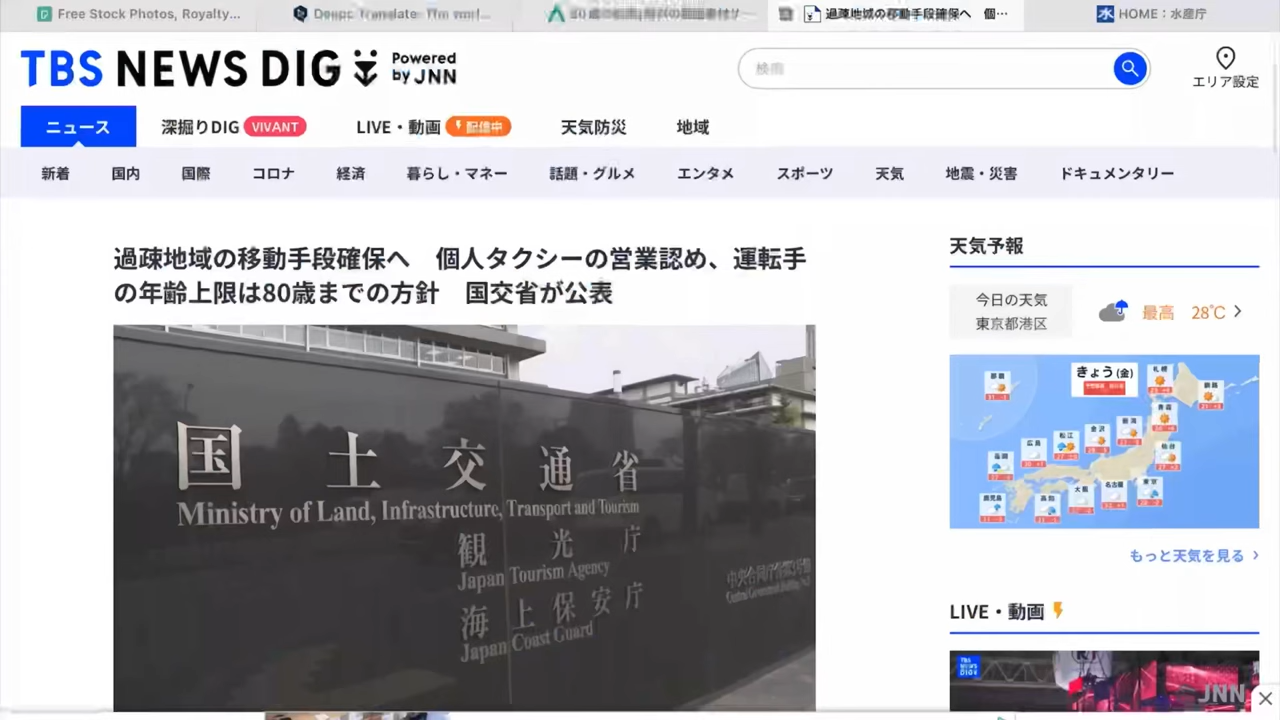 Free Stock Photos, Royalty...
過疎地域の移動手段確保へ 個...
HOME：水産庁
TBS NEWS DIG Powered by JNN
検索
エリア設定
ニュース
深掘りDIG VIVANT
LIVE・動画 配信中
天気防災
地域
新着 国内 国際 コロナ 経済 暮らし・マネー 話題・グルメ エンタメ スポーツ 天気 地震・災害 ドキュメンタリー
過疎地域の移動手段確保へ 個人タクシーの営業認め、運転手
の年齢上限は80歳までの方針 国交省が公表
国土交通省
Ministry of Land, Infrastructure, Transport and Tourism
観光庁
Japan Tourism Agency
海上保安庁
Japan Coast Guard
天気予報
今日の天気
東京都港区
最高 28℃
きょう(金)
もっと天気を見る
LIVE・動画
TBS NEWS DIG
JNN